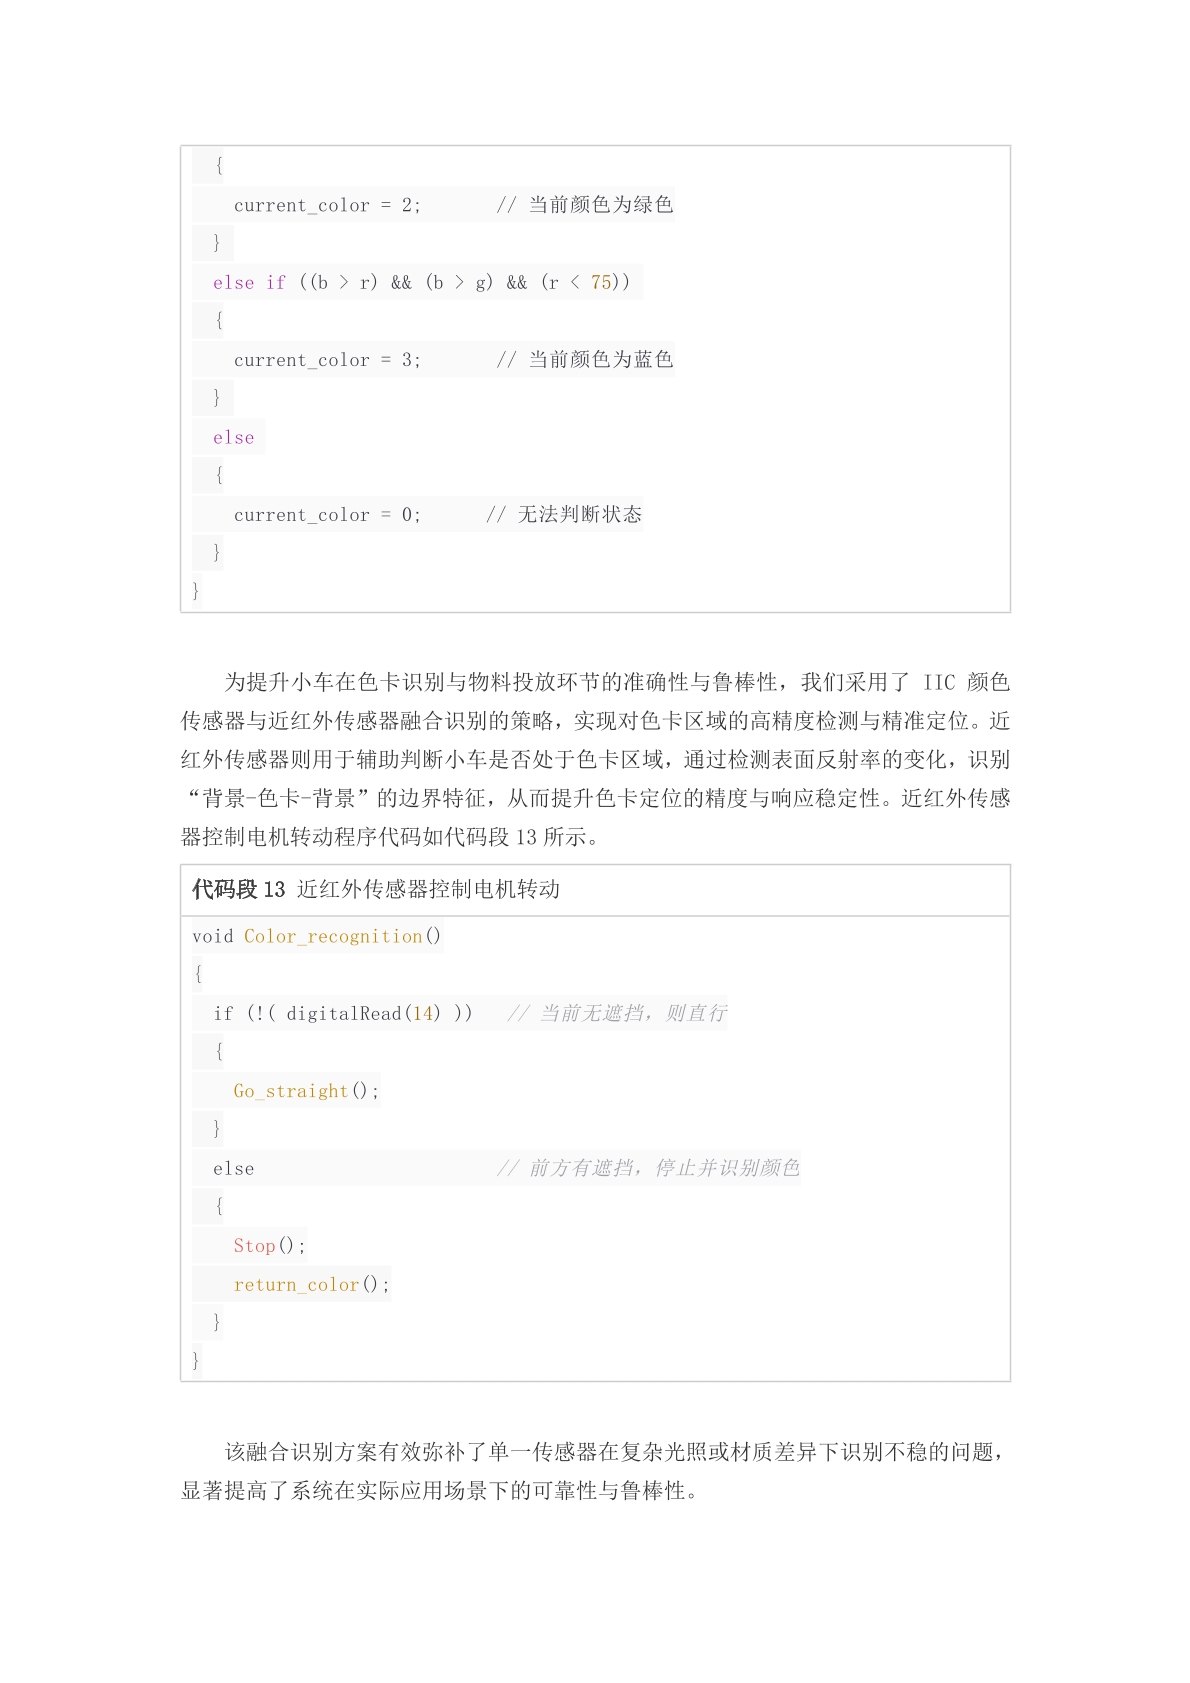 {
current_color = 2; // 当前颜色为绿色
}
else if ((b > r) && (b > g) && (r < 75))
{
current_color = 3; // 当前颜色为蓝色
}
else
{
current_color = 0; // 无法判断状态
}
}
为提升小车在色卡识别与物料投放环节的准确性与鲁棒性，我们采用了 IIC 颜色
传感器与近红外传感器融合识别的策略，实现对色卡区域的高精度检测与精准定位。近
红外传感器则用于辅助判断小车是否处于色卡区域，通过检测表面反射率的变化，识别
“背景-色卡-背景”的边界特征，从而提升色卡定位的精度与响应稳定性。近红外传感
器控制电机转动程序代码如代码段 13 所示。
代码段 13 近红外传感器控制电机转动
void Color_recognition()
{
if (!( digitalRead(14) )) // 当前无遮挡，则直行
{
Go_straight();
}
else // 前方有遮挡，停止并识别颜色
{
Stop();
return_color();
}
}
该融合识别方案有效弥补了单一传感器在复杂光照或材质差异下识别不稳的问题，
显著提高了系统在实际应用场景下的可靠性与鲁棒性。